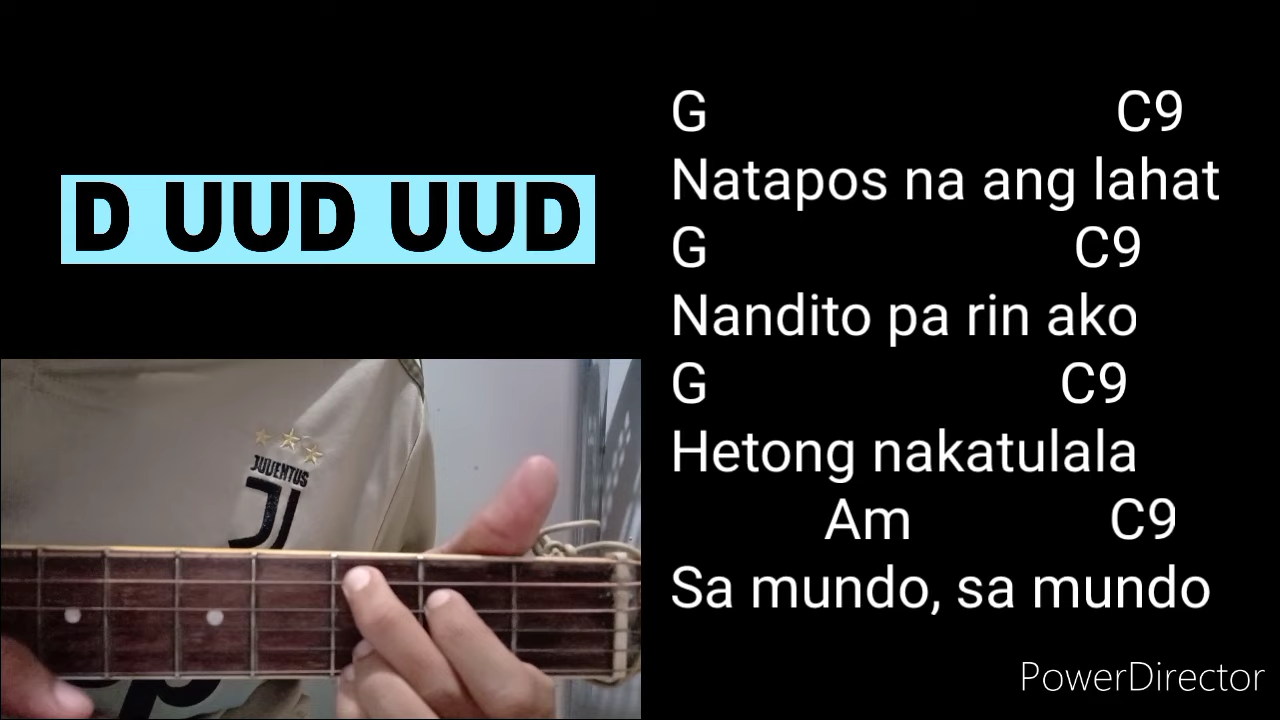 D UUD UUD
G C9
Natapos na ang lahat
G C9
Nandito pa rin ako
G C9
Hetong nakatulala
Am C9
Sa mundo, sa mundo
JUVENTUS
PowerDirector